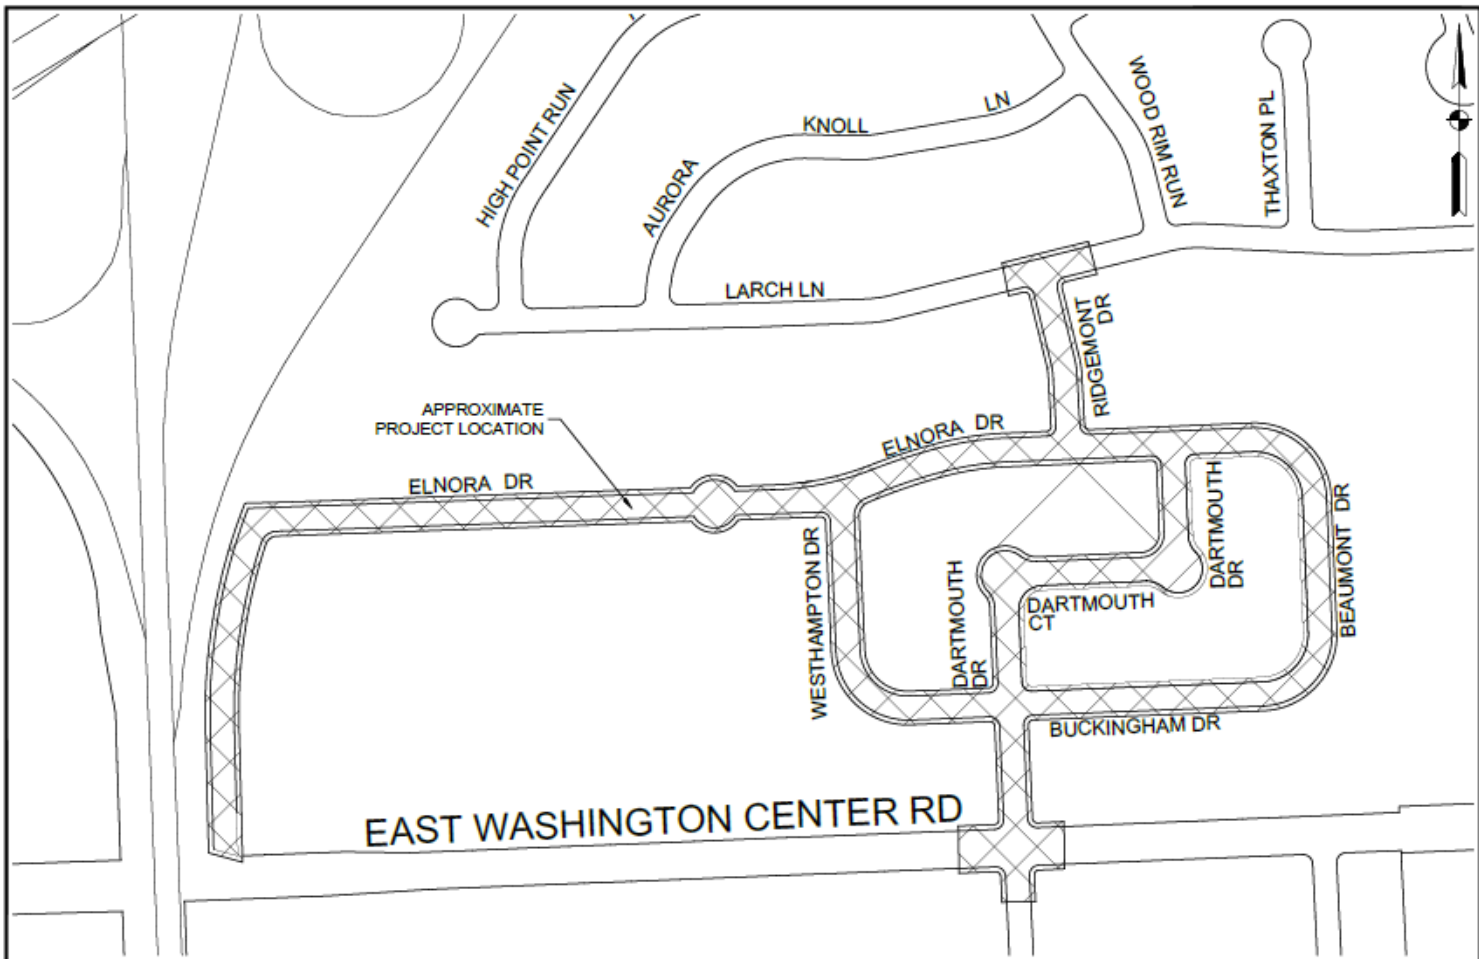 HIGH POINT RUN
AURORA
KNOLL
LN
WOOD RIM RUN
THAXTON PL
LARCH LN
RIDGEMONT
DR
APPROXIMATE
PROJECT LOCATION
ELNORA DR
ELNORA DR
WESTHAMPTON DR
DARTMOUTH
DR
DARTMOUTH
CT
DARTMOUTH
DR
BEAUMONT DR
BUCKINGHAM DR
EAST WASHINGTON CENTER RD